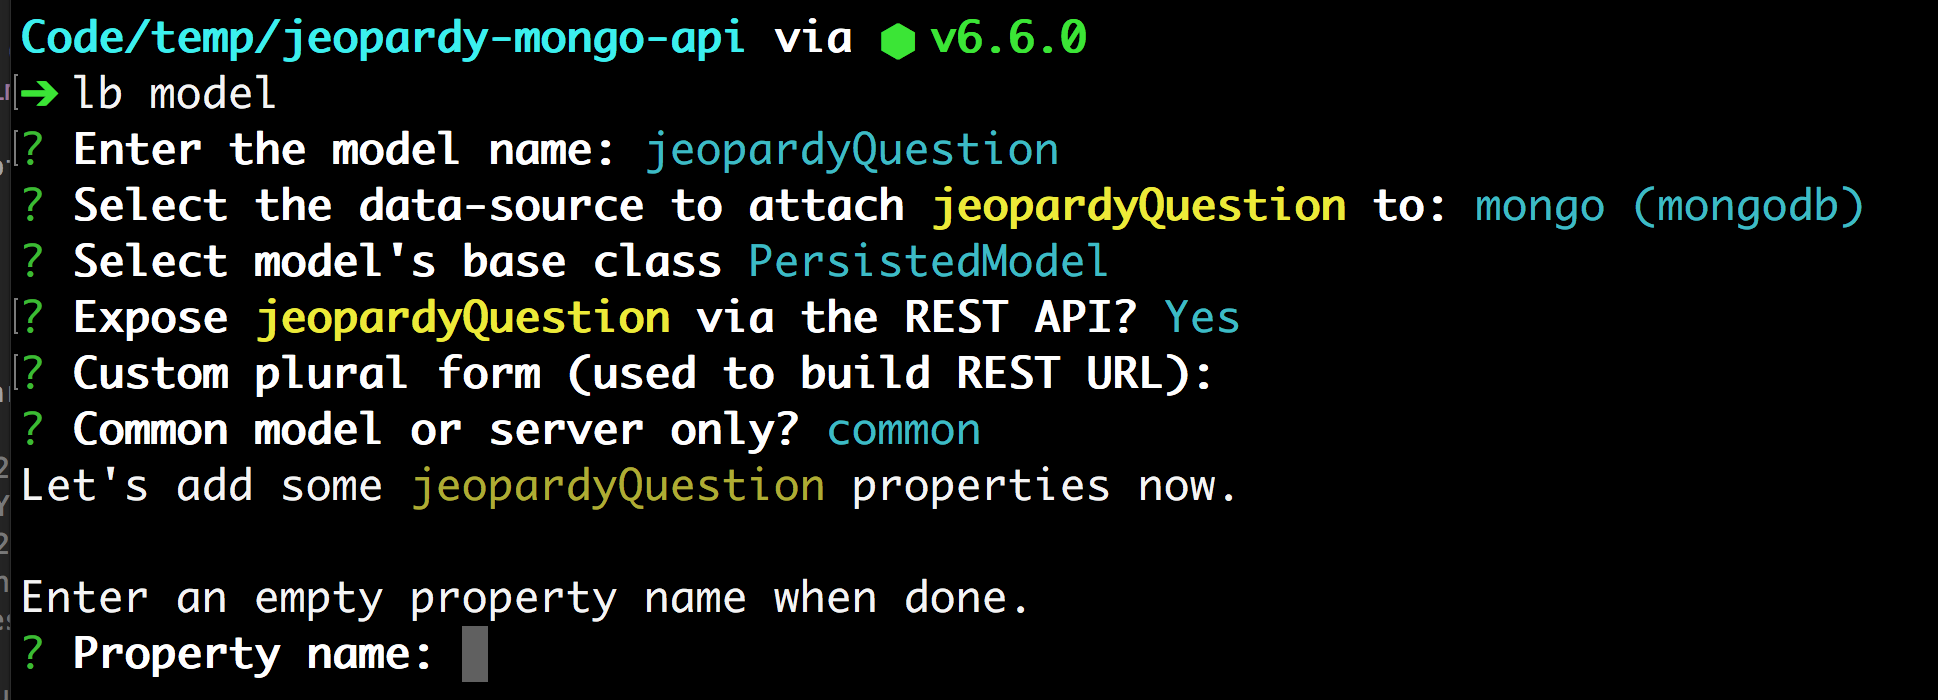 Code/temp/jeopardy-mongo-api via ⬢ v6.6.0
➔ lb model
? Enter the model name: jeopardyQuestion
? Select the data-source to attach jeopardyQuestion to: mongo (mongodb)
? Select model's base class PersistedModel
? Expose jeopardyQuestion via the REST API? Yes
? Custom plural form (used to build REST URL):
? Common model or server only? common
Let's add some jeopardyQuestion properties now.
Enter an empty property name when done.
? Property name: